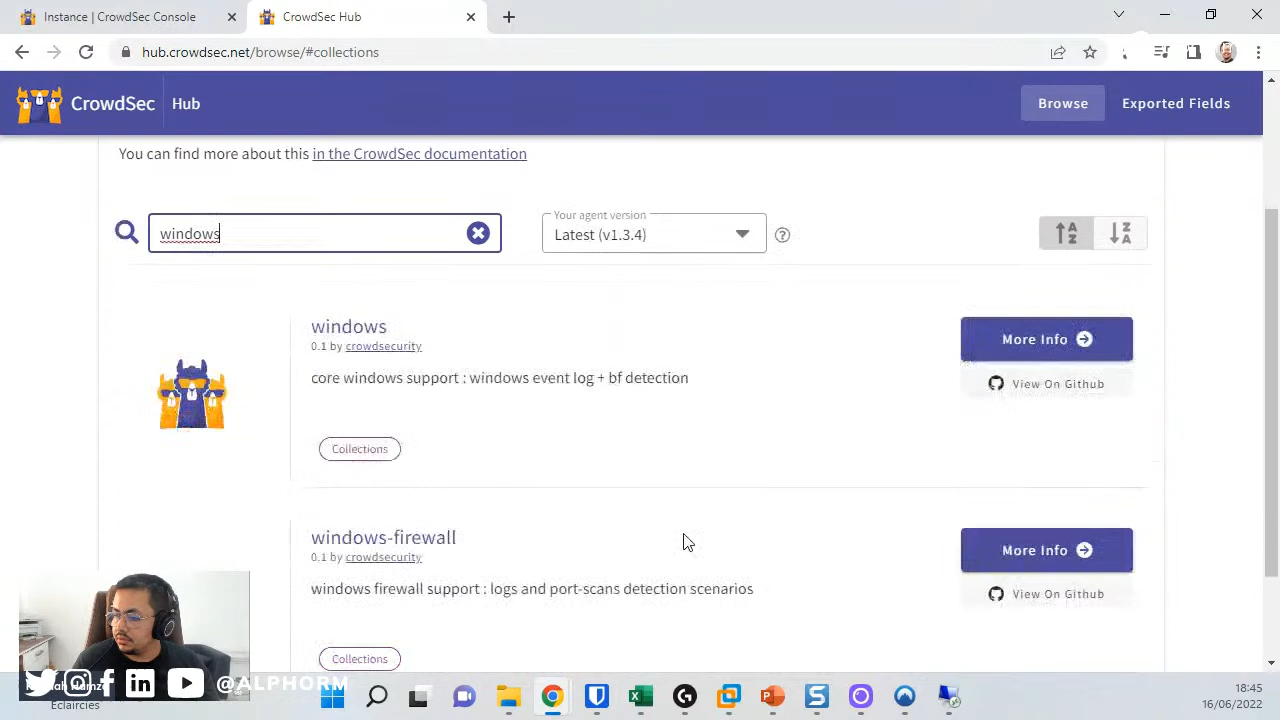 Instance | CrowdSec Console
CrowdSec Hub
hub.crowdsec.net/browse/#collections
CrowdSec
Hub
Browse
Exported Fields
You can find more about this in the CrowdSec documentation
windows
Your agent version
Latest (v1.3.4)
A
Z
Z
A
windows
0.1 by crowdsecurity
More Info
core windows support : windows event log + bf detection
View On Github
Collections
windows-firewall
0.1 by crowdsecurity
More Info
windows firewall support : logs and port-scans detection scenarios
View On Github
Collections
@ALPHORM
Eclaircies
18:45
16/06/2022